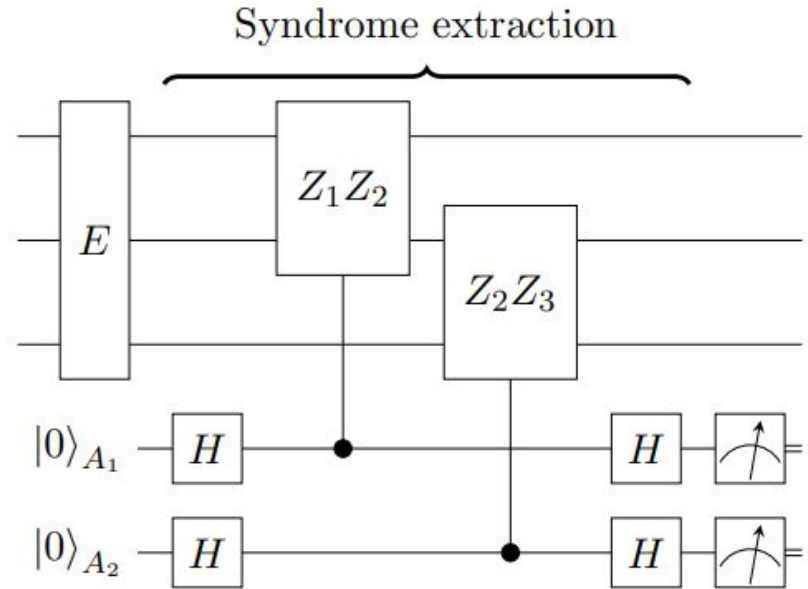 Syndrome extraction
Z₁Z₂
E
Z₂Z₃
|0⟩A₁ H H
|0⟩A₂ H H